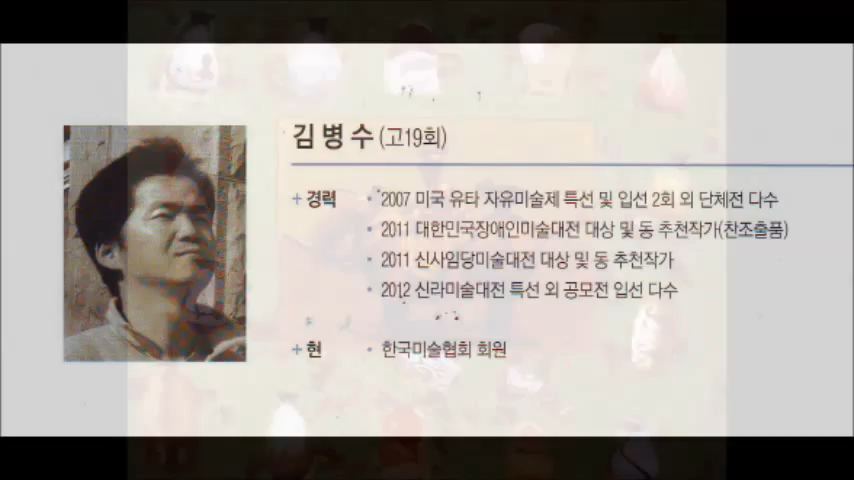 김 병 수 (고19회)
+ 경력
• 2007 미국 유타 자유미술제 특선 및 입선 2회 외 단체전 다수
• 2011 대한민국장애인미술대전 대상 및 동 추천작가(찬조출품)
• 2011 신사임당미술대전 대상 및 동 추천작가
• 2012 신라미술대전 특선 외 공모전 입선 다수
+ 현
• 한국미술협회 회원